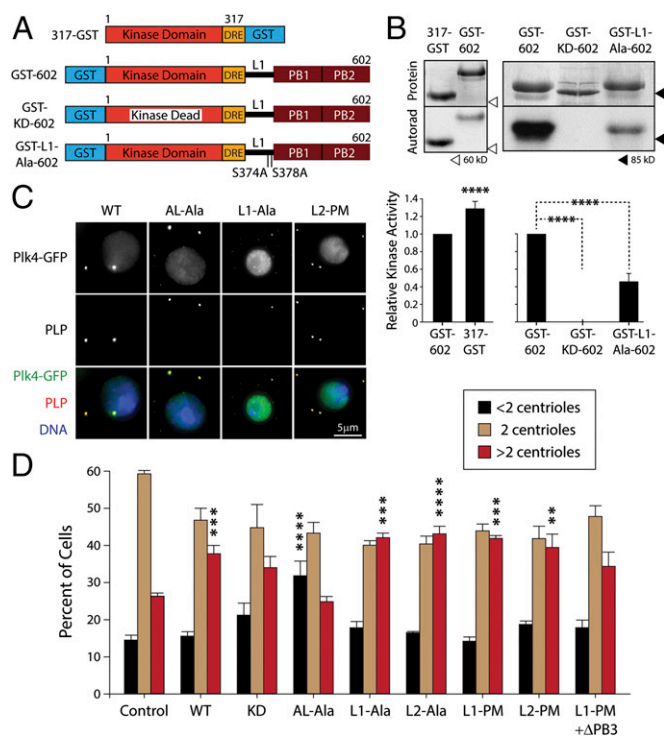 A
1
317
317-GST
Kinase Domain
DRE
GST
L1
602
GST-602
GST
Kinase Domain
DRE
PB1
PB2
GST-
KD-602
GST
Kinase Dead
DRE
L1
602
PB1
PB2
GST-L1-
Ala-602
GST
Kinase Domain
DRE
L1
602
PB1
PB2
S374A
S378A
B
317-
GST
GST-
602
GST-
602
GST-
KD-602
GST-L1-
Ala-602
Protein
Autorad
60 kD
85 kD
Relative Kinase Activity
1.4
1.2
1.0
0.8
0.6
0.4
0.2
0
****
****
****
GST-
602
317-
GST
GST-
602
GST-
KD-602
GST-L1-
Ala-602
C
WT
AL-Ala
L1-Ala
L2-PM
Plk4-GFP
PLP
Plk4-GFP
PLP
DNA
5μm
<2 centrioles
2 centrioles
>2 centrioles
D
Percent of Cells
60
50
40
30
20
10
0
***
****
***
****
***
**
Control
WT
KD
AL-Ala
L1-Ala
L2-Ala
L1-PM
L2-PM
L1-PM
+ΔPB3